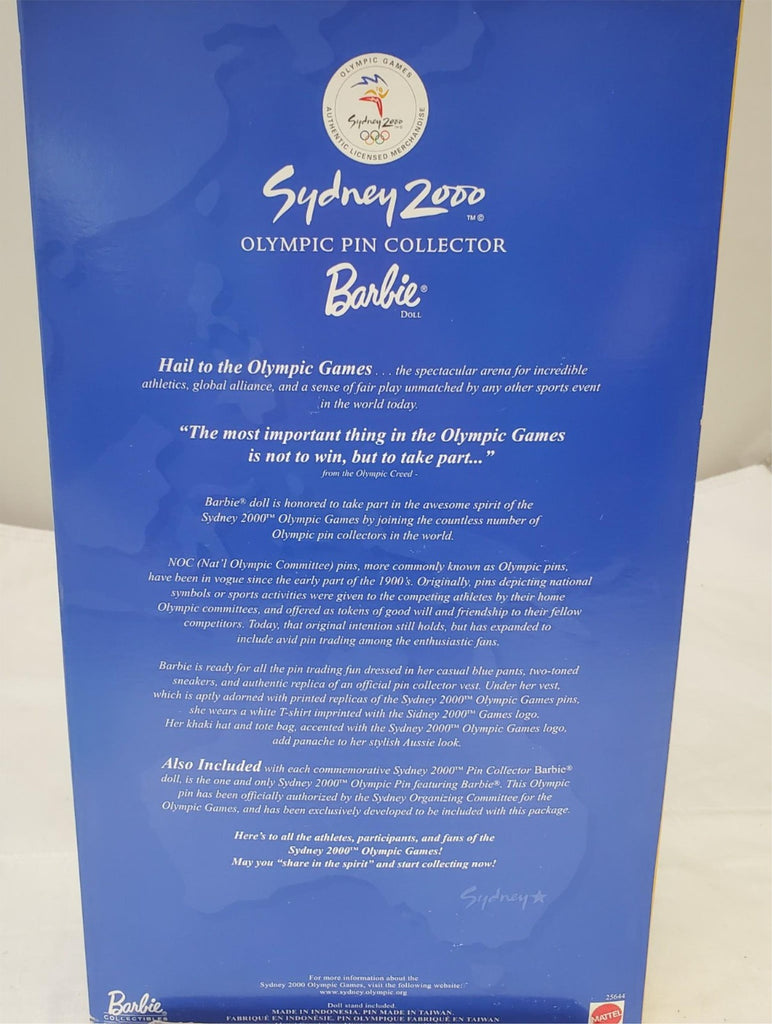 OLYMPIC GAMES
Sydney 2000
AUTHENTIC LICENSED MERCHANDISE
Sydney 2000 TM ©
OLYMPIC PIN COLLECTOR
Barbie®
DOLL
Hail to the Olympic Games . . . the spectacular arena for incredible
athletics, global alliance, and a sense of fair play unmatched by any other sports event
in the world today.
“The most important thing in the Olympic Games
is not to win, but to take part...”
from the Olympic Creed -
Barbie® doll is honored to take part in the awesome spirit of the
Sydney 2000™ Olympic Games by joining the countless number of
Olympic pin collectors in the world.
NOC (Nat’l Olympic Committee) pins, more commonly known as Olympic pins,
have been in vogue since the early part of the 1900’s. Originally, pins depicting national
symbols or sports activities were given to the competing athletes by their home
Olympic committees, and offered as tokens of good will and friendship to their fellow
competitors. Today, that original intention still holds, but has expanded to
include avid pin trading among the enthusiastic fans.
Barbie is ready for all the pin trading fun dressed in her casual blue pants, two-toned
sneakers, and authentic replica of an official pin collector vest. Under her vest,
which is aptly adorned with printed replicas of the Sydney 2000™ Olympic Games pins,
she wears a white T-shirt imprinted with the Sidney 2000™ Games logo.
Her khaki hat and tote bag, accented with the Sydney 2000™ Olympic Games logo,
add panache to her stylish Aussie look.
Also Included with each commemorative Sydney 2000™ Pin Collector Barbie®
doll, is the one and only Sydney 2000™ Olympic Pin featuring Barbie®. This Olympic
pin has been officially authorized by the Sydney Organizing Committee for the
Olympic Games, and has been exclusively developed to be included with this package.
Here’s to all the athletes, participants, and fans of the
Sydney 2000™ Olympic Games!
May you “share in the spirit” and start collecting now!
Sydney
For more information about the
Sydney 2000 Olympic Games, visit the following website:
www.sydney.olympic.org
Doll stand included.
MADE IN INDONESIA. PIN MADE IN TAIWAN.
FABRIQUÉ EN INDONÉSIE. PIN OLYMPIQUE FABRIQUÉ EN TAIWAN
Barbie
COLLECTIBLES
25644
MATTEL